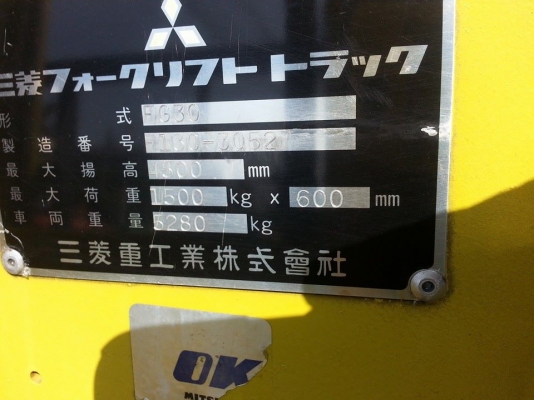 三菱フォークリフトトラック
形式 FG30
製造番号
最大揚高 4300 mm
最大荷重 1500 kg x 600 mm
車両重量 5280 kg
三菱重工業株式會社
OK